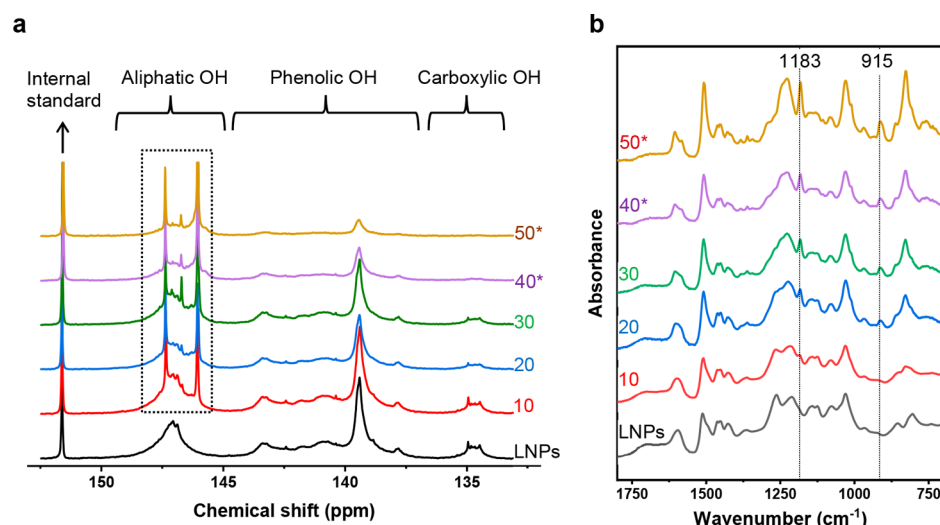 a
Internal
standard
Aliphatic OH
Phenolic OH
Carboxylic OH
50*
40*
30
20
10
LNPs
150
145
140
135
Chemical shift (ppm)
b
1183
915
50*
40*
30
20
10
LNPs
Absorbance
1750
1500
1250
1000
750
Wavenumber (cm⁻¹)